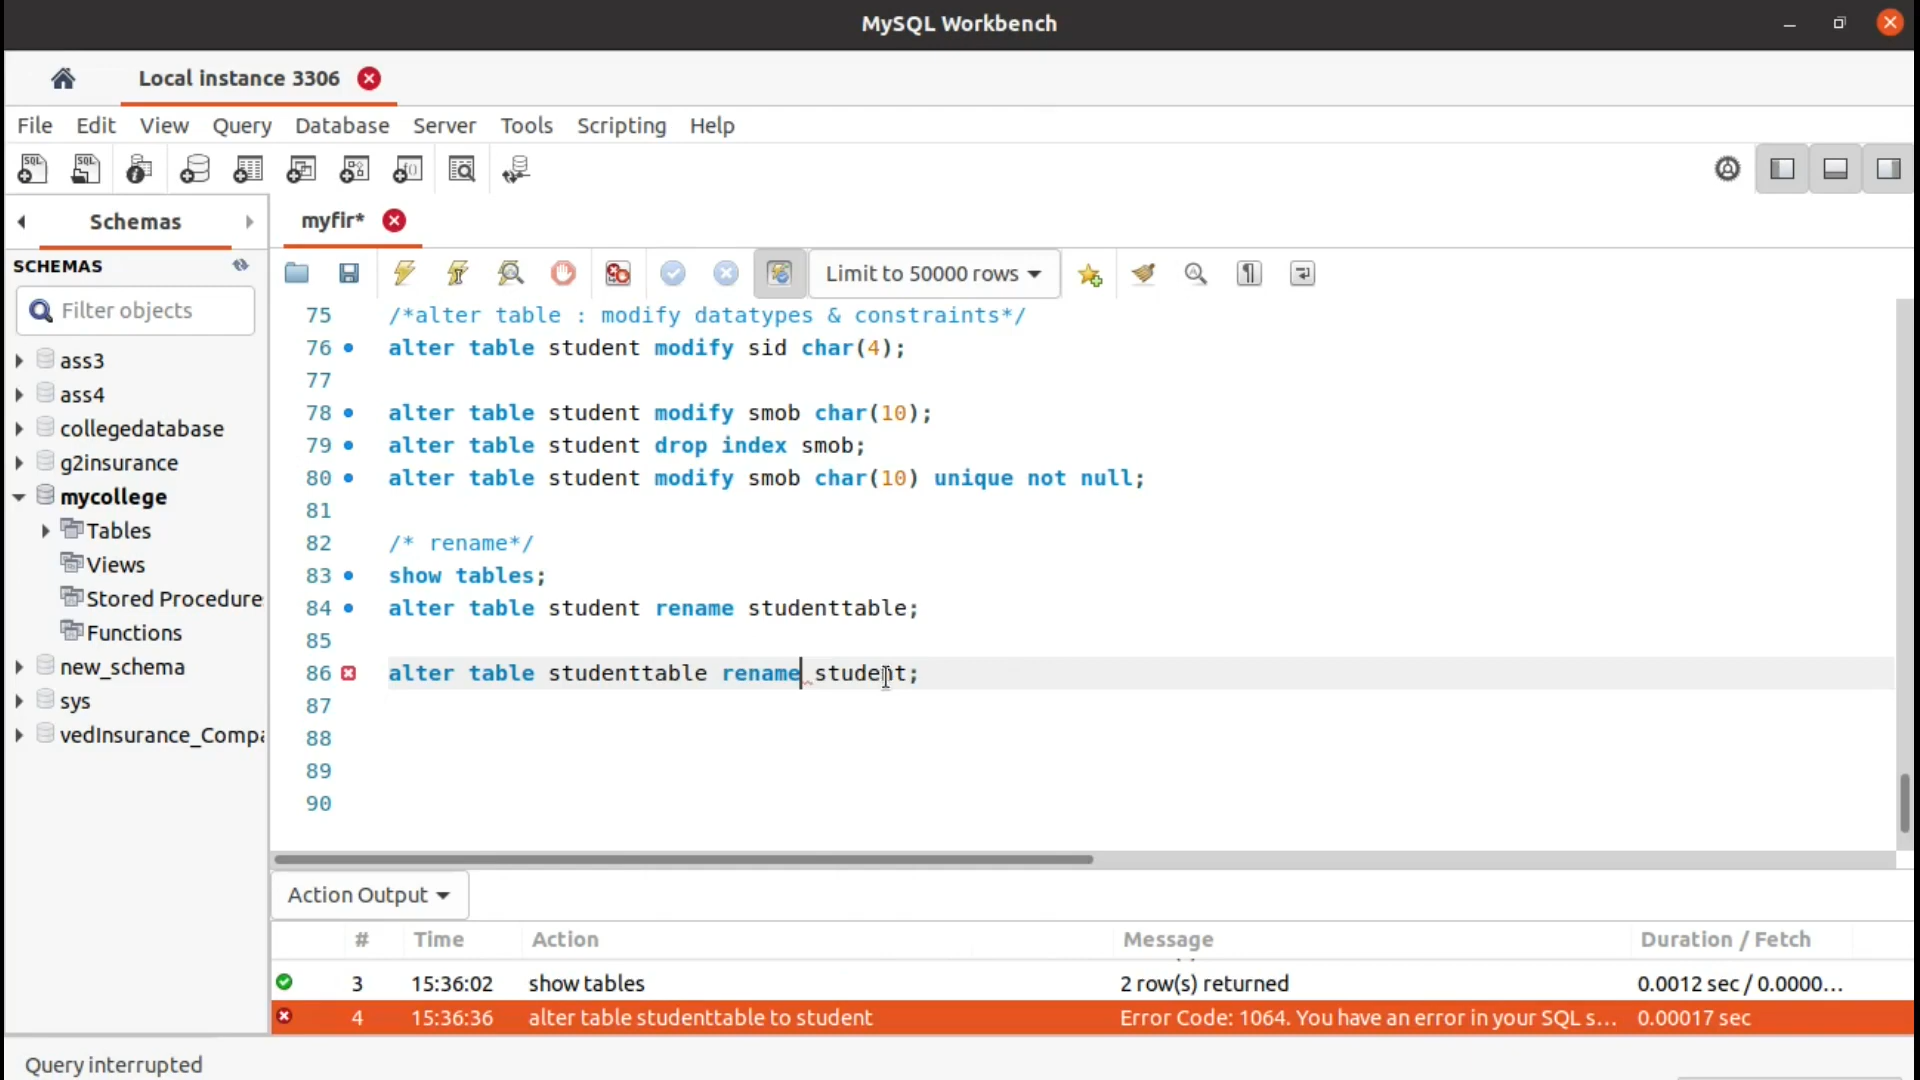 MySQL Workbench
Local instance 3306
File Edit View Query Database Server Tools Scripting Help
Schemas
myfir*
SCHEMAS
Filter objects
Limit to 50000 rows
ass3
ass4
collegedatabase
g2insurance
mycollege
Tables
Views
Stored Procedure
Functions
new_schema
sys
vedInsurance_Compa
75 /*alter table : modify datatypes & constraints*/
76 alter table student modify sid char(4);
77
78 alter table student modify smob char(10);
79 alter table student drop index smob;
80 alter table student modify smob char(10) unique not null;
81
82 /* rename*/
83 show tables;
84 alter table student rename studenttable;
85
86 alter table studenttable rename student;
87
88
89
90
Action Output
# Time Action Message Duration / Fetch
3 15:36:02 show tables 2 row(s) returned 0.0012 sec / 0.0000...
4 15:36:36 alter table studenttable to student Error Code: 1064. You have an error in your SQL s... 0.00017 sec
Query interrupted